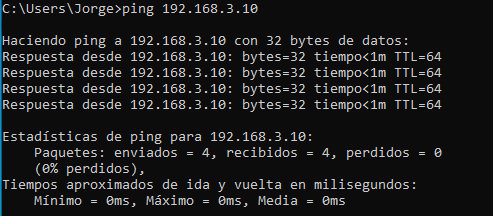 C:\Users\Jorge>ping 192.168.3.10
Haciendo ping a 192.168.3.10 con 32 bytes de datos:
Respuesta desde 192.168.3.10: bytes=32 tiempo<1m TTL=64
Respuesta desde 192.168.3.10: bytes=32 tiempo<1m TTL=64
Respuesta desde 192.168.3.10: bytes=32 tiempo<1m TTL=64
Respuesta desde 192.168.3.10: bytes=32 tiempo<1m TTL=64
Estadísticas de ping para 192.168.3.10:
Paquetes: enviados = 4, recibidos = 4, perdidos = 0
(0% perdidos),
Tiempos aproximados de ida y vuelta en milisegundos:
Mínimo = 0ms, Máximo = 0ms, Media = 0ms